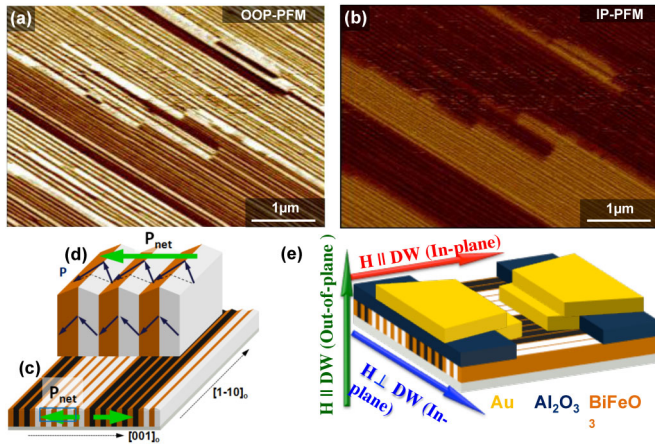 (a)
OOP-PFM
1µm
(b)
IP-PFM
1µm
(d)
Pnet
P
(c)
Pnet
[1-10]o
[001]o
(e)
H || DW (Out-of-plane )
H || DW (In-plane)
H ⊥ DW (In-
plane)
Au
Al2O3
BiFeO
3